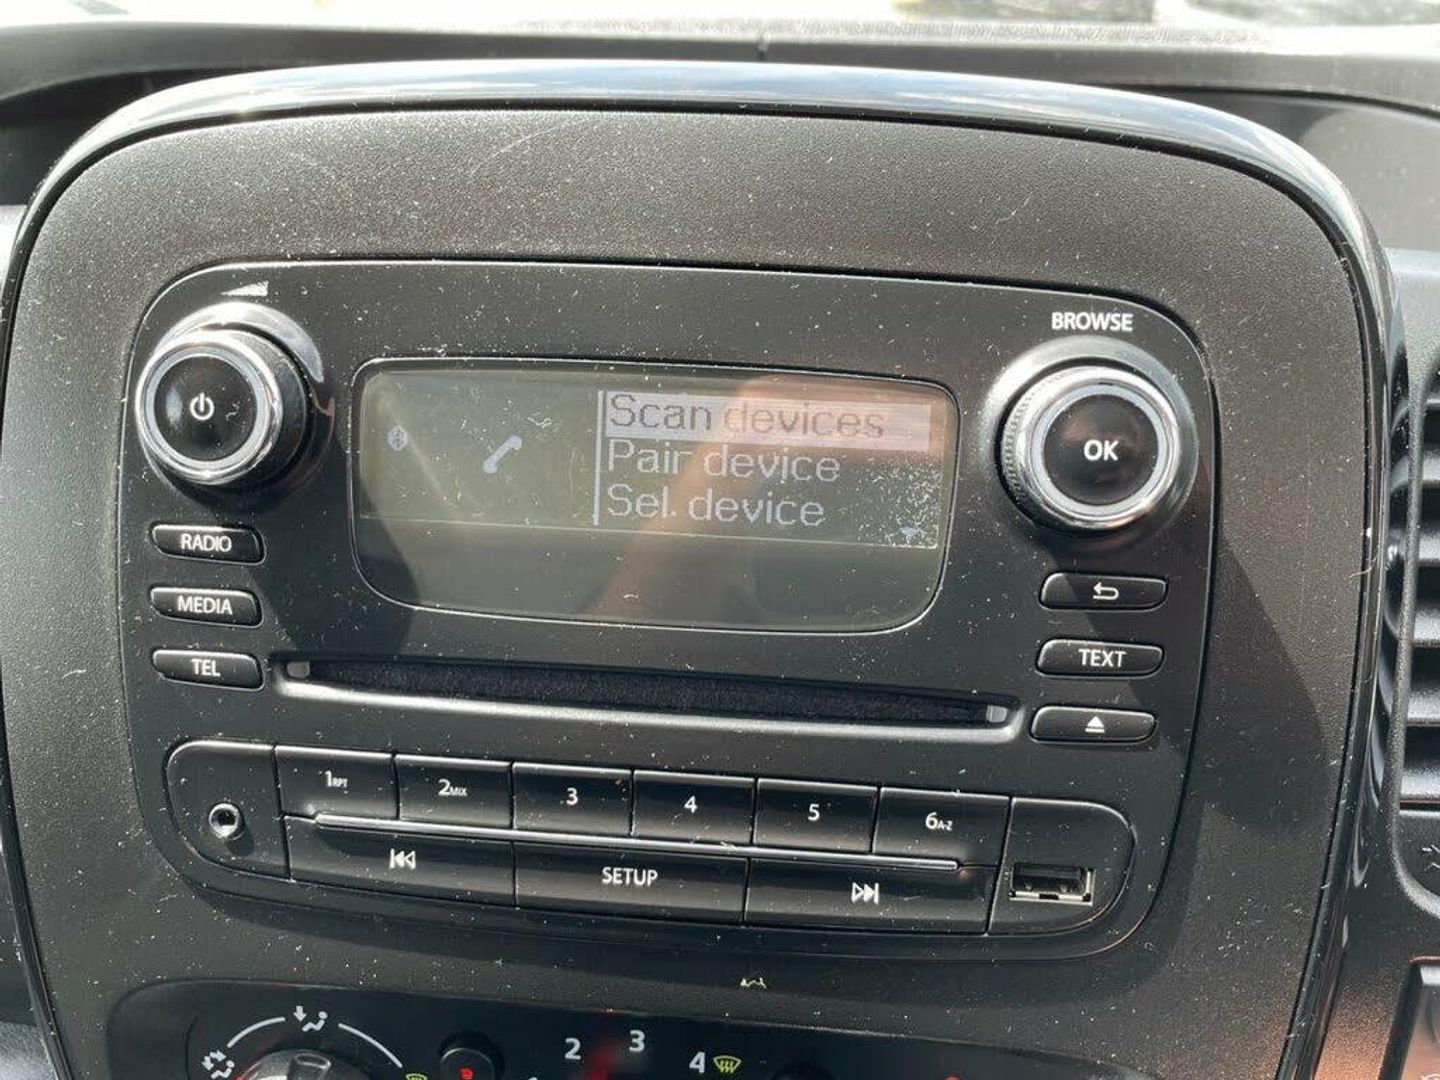 BROWSE
Scan devices
Pair device
Sel. device
OK
RADIO
MEDIA
TEL
TEXT
1RPT
2MIX
3
4
5
6A-Z
SETUP
2
3
4